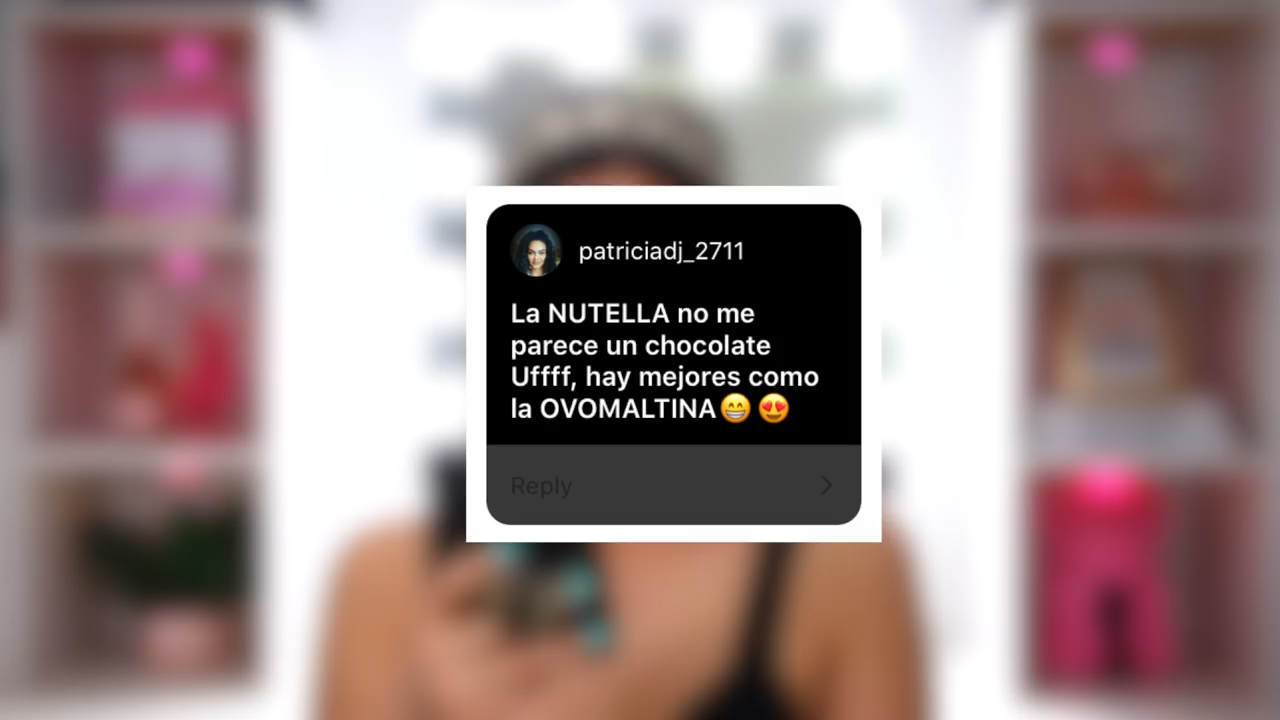 patriciadj_2711
La NUTELLA no me
parece un chocolate
Uffff, hay mejores como
la OVOMALTINA😁 😍
Reply